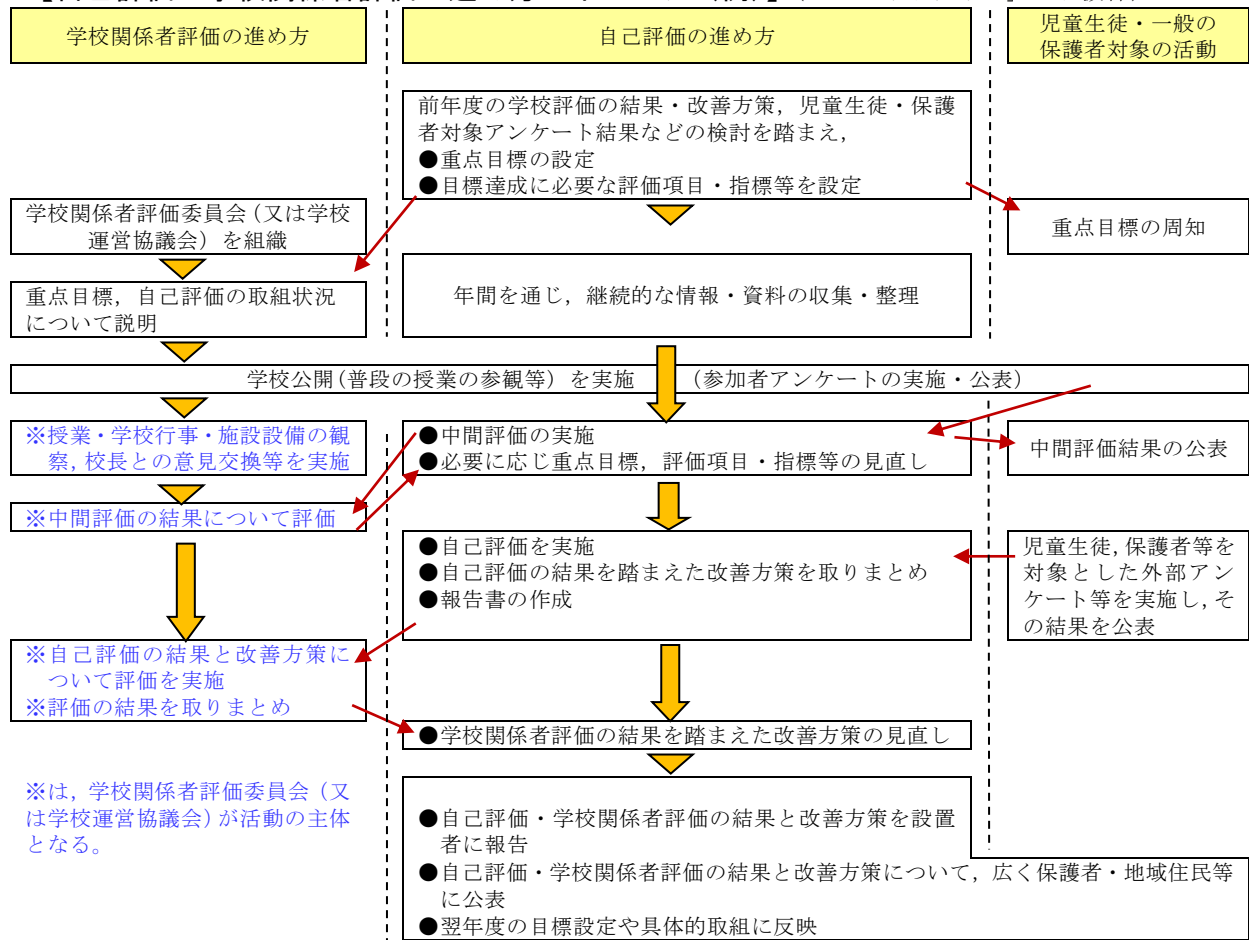 学校関係者評価の進め方
自己評価の進め方
児童生徒・一般の
保護者対象の活動
前年度の学校評価の結果・改善方策，児童生徒・保護
者対象アンケート結果などの検討を踏まえ，
●重点目標の設定
●目標達成に必要な評価項目・指標等を設定
学校関係者評価委員会（又は学校
運営協議会）を組織
重点目標の周知
重点目標，自己評価の取組状況
について説明
年間を通じ，継続的な情報・資料の収集・整理
学校公開（普段の授業の参観等）を実施　（参加者アンケートの実施・公表）
※授業・学校行事・施設設備の観
察，校長との意見交換等を実施
●中間評価の実施
●必要に応じ重点目標，評価項目・指標等の見直し
中間評価結果の公表
※中間評価の結果について評価
●自己評価を実施
●自己評価の結果を踏まえた改善方策を取りまとめ
●報告書の作成
児童生徒，保護者等を
対象とした外部アン
ケート等を実施し，そ
の結果を公表
※自己評価の結果と改善方策に
ついて評価を実施
※評価の結果を取りまとめ
●学校関係者評価の結果を踏まえた改善方策の見直し
※は，学校関係者評価委員会（又
は学校運営協議会）が活動の主体
となる。
●自己評価・学校関係者評価の結果と改善方策を設置
者に報告
●自己評価・学校関係者評価の結果と改善方策について，広く保護者・地域住民等
に公表
●翌年度の目標設定や具体的取組に反映